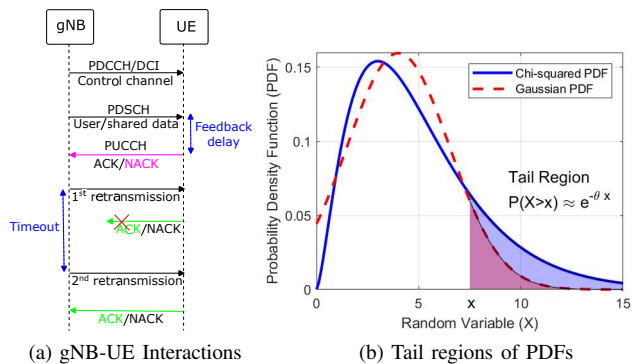 gNB
UE
PDCCH/DCI
Control channel
PDSCH
User/shared data
Feedback
delay
PUCCH
ACK/NACK
1st retransmission
Timeout
ACK/NACK
2nd retransmission
ACK/NACK
(a) gNB-UE Interactions
Probability Density Function (PDF)
0.15
0.1
0.05
0
Chi-squared PDF
Gaussian PDF
Tail Region
P(X>x) ≈ e^-θ x
0
5
x
10
15
Random Variable (X)
(b) Tail regions of PDFs